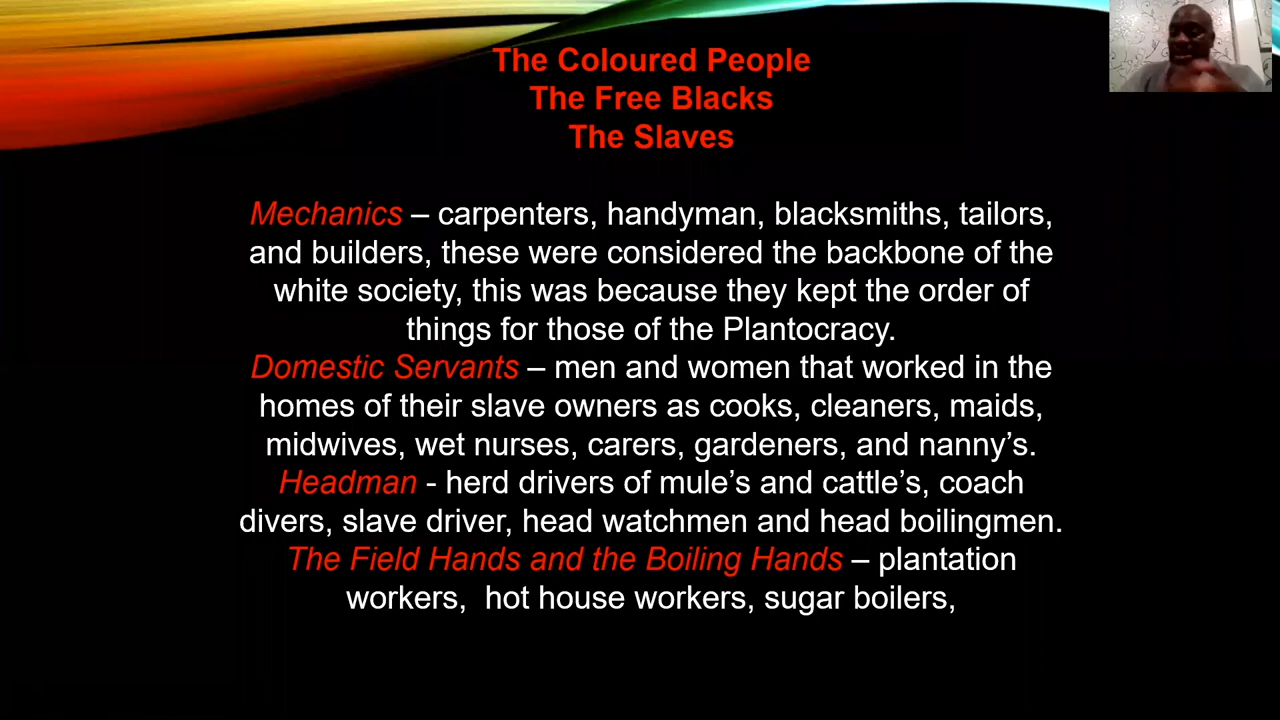 The Coloured People
The Free Blacks
The Slaves
Mechanics – carpenters, handyman, blacksmiths, tailors,
and builders, these were considered the backbone of the
white society, this was because they kept the order of
things for those of the Plantocracy.
Domestic Servants – men and women that worked in the
homes of their slave owners as cooks, cleaners, maids,
midwives, wet nurses, carers, gardeners, and nanny’s.
Headman - herd drivers of mule’s and cattle’s, coach
divers, slave driver, head watchmen and head boilingmen.
The Field Hands and the Boiling Hands – plantation
workers,  hot house workers, sugar boilers,